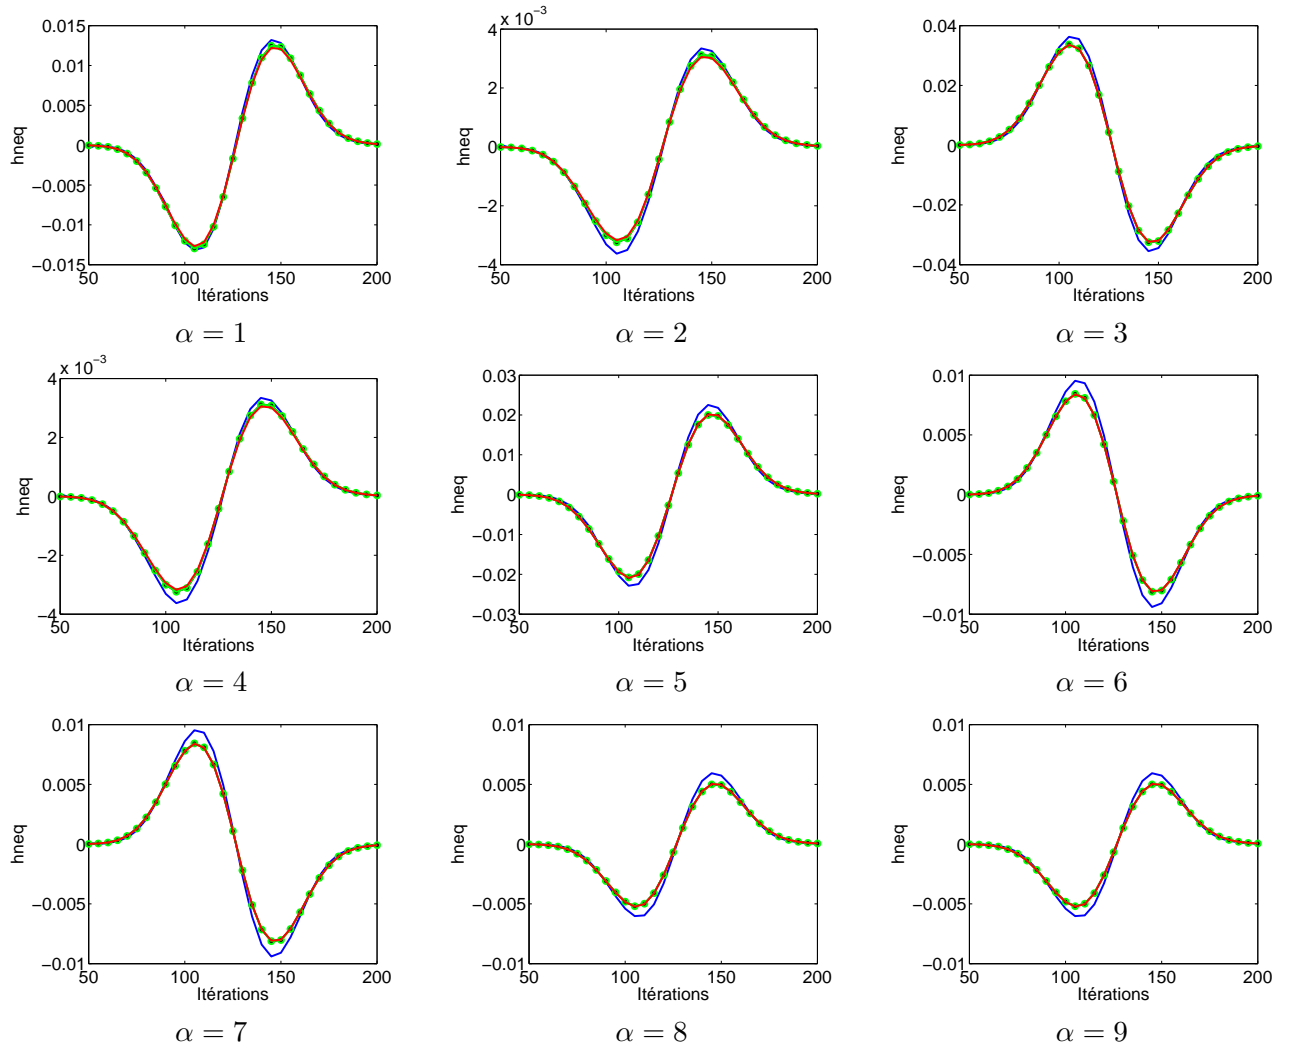 0.015
0.01
0.005
0
−0.005
−0.01
−0.015
50 100 150 200
hneq
Itérations
α = 1
x 10⁻³
4
2
0
−2
−4
50 100 150 200
hneq
Itérations
α = 2
0.04
0.02
0
−0.02
−0.04
50 100 150 200
hneq
Itérations
α = 3
x 10⁻³
4
2
0
−2
−4
50 100 150 200
hneq
Itérations
α = 4
0.03
0.02
0.01
0
−0.01
−0.02
−0.03
50 100 150 200
hneq
Itérations
α = 5
0.01
0.005
0
−0.005
−0.01
50 100 150 200
hneq
Itérations
α = 6
0.01
0.005
0
−0.005
−0.01
50 100 150 200
hneq
Itérations
α = 7
0.01
0.005
0
−0.005
−0.01
50 100 150 200
hneq
Itérations
α = 8
0.01
0.005
0
−0.005
−0.01
50 100 150 200
hneq
Itérations
α = 9